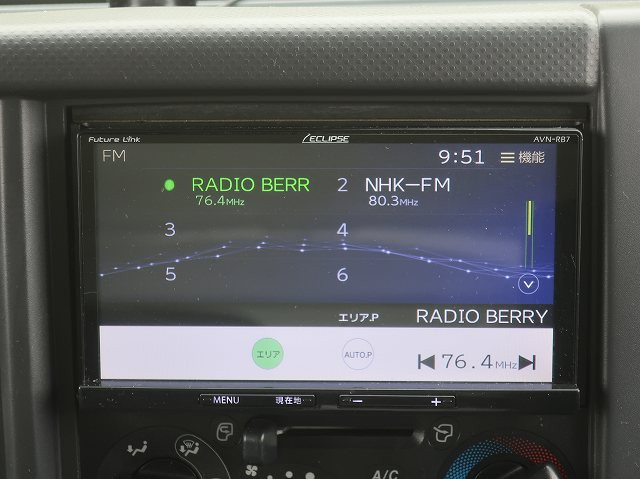 Future Link ECLIPSE AVN-RB7
FM 9:51 機能
RADIO BERR 2 NHK-FM
76.4MHz 80.3MHz
3 4
5 6
エリア.P RADIO BERRY
エリア AUTO.P 76.4MHz
MENU 現在地 - +
A/C